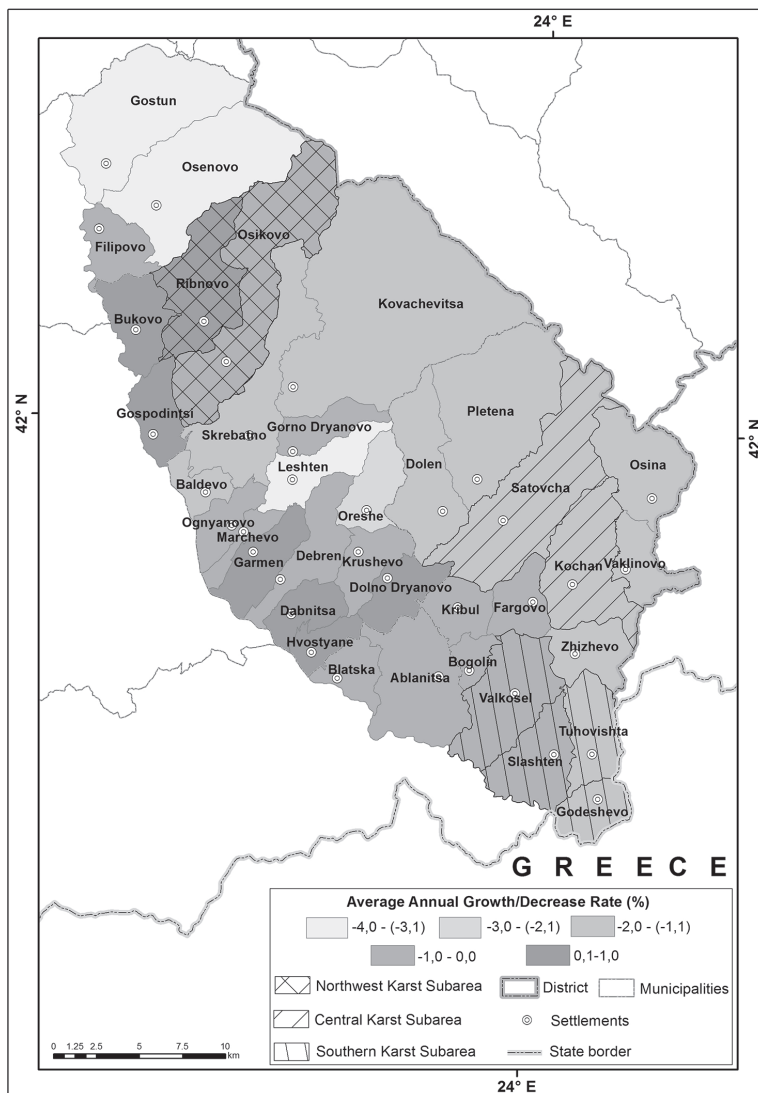 24° E
Gostun
Osenovo
Filipovo
Osikovo
Ribnovo
Bukovo
Kovachevitsa
42° N
42° N
Gospodintsi
Skrebatno
Gorno Dryanovo
Pletena
Leshten
Dolen
Osina
Baldevo
Satovcha
Oreshe
Ognyanovo
Marchevo
Garmen
Debren
Krushevo
Kochan
Vaklinovo
Dolno Dryanovo
Dabnitsa
Kribul
Fargovo
Hvostyane
Zhizhevo
Blatska
Ablanitsa
Bogolin
Valkosel
Tuhovishta
Slashten
Godeshevo
GREECE
Average Annual Growth/Decrease Rate (%)
-4,0 - (-3,1)
-3,0 - (-2,1)
-2,0 - (-1,1)
-1,0 - 0,0
0,1-1,0
Northwest Karst Subarea
District
Municipalities
Central Karst Subarea
Settlements
Southern Karst Subarea
State border
0 1.25 2.5 5 7.5 10
km
24° E